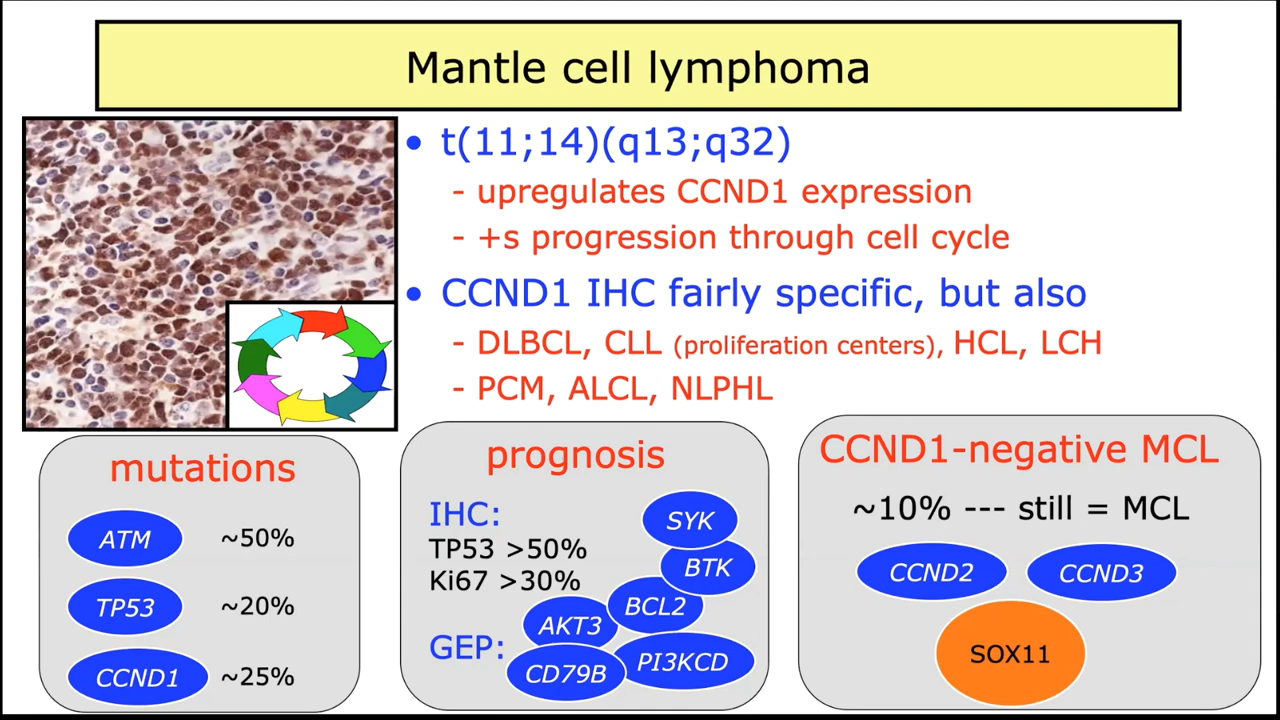 Mantle cell lymphoma
• t(11;14)(q13;q32)
- upregulates CCND1 expression
- +s progression through cell cycle
• CCND1 IHC fairly specific, but also
- DLBCL, CLL (proliferation centers), HCL, LCH
- PCM, ALCL, NLPHL
mutations
ATM ~50%
TP53 ~20%
CCND1 ~25%
prognosis
IHC:
TP53 >50%
Ki67 >30%
SYK
BTK
BCL2
AKT3
GEP:
PI3KCD
CD79B
CCND1-negative MCL
~10% --- still = MCL
CCND2 CCND3
SOX11